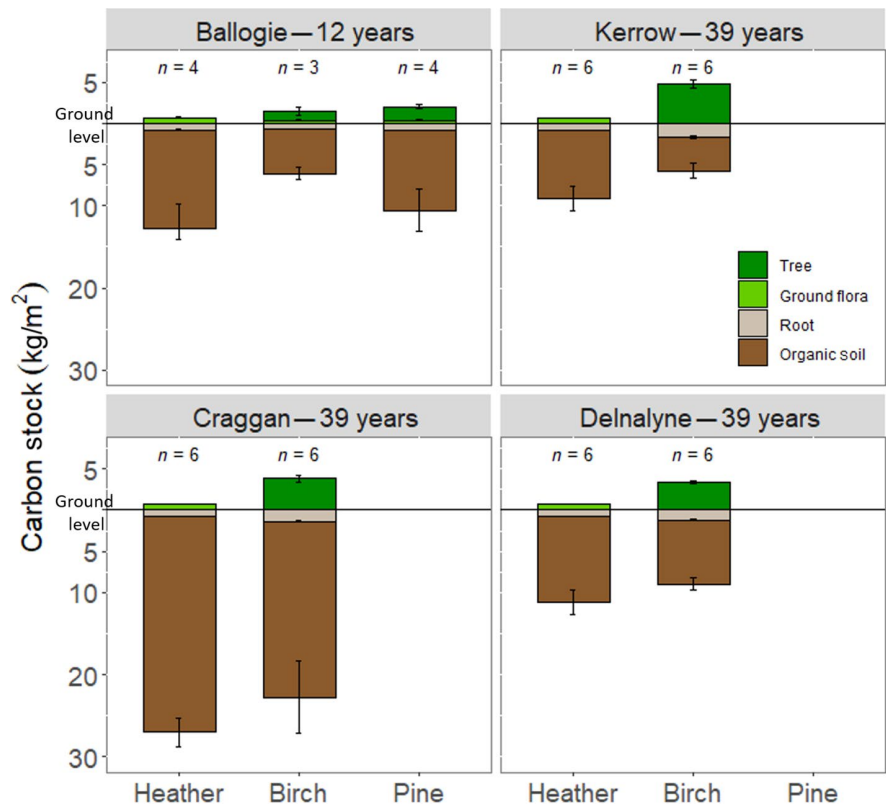 Ballogie—12 years
Kerrow—39 years
n = 4
n = 3
n = 4
n = 6
n = 6
5
Ground
level
5
10
20
30
Tree
Ground flora
Root
Organic soil
Carbon stock (kg/m²)
Craggan—39 years
Delnalyne—39 years
n = 6
n = 6
n = 6
n = 6
5
Ground
level
5
10
20
30
Heather
Birch
Pine
Heather
Birch
Pine